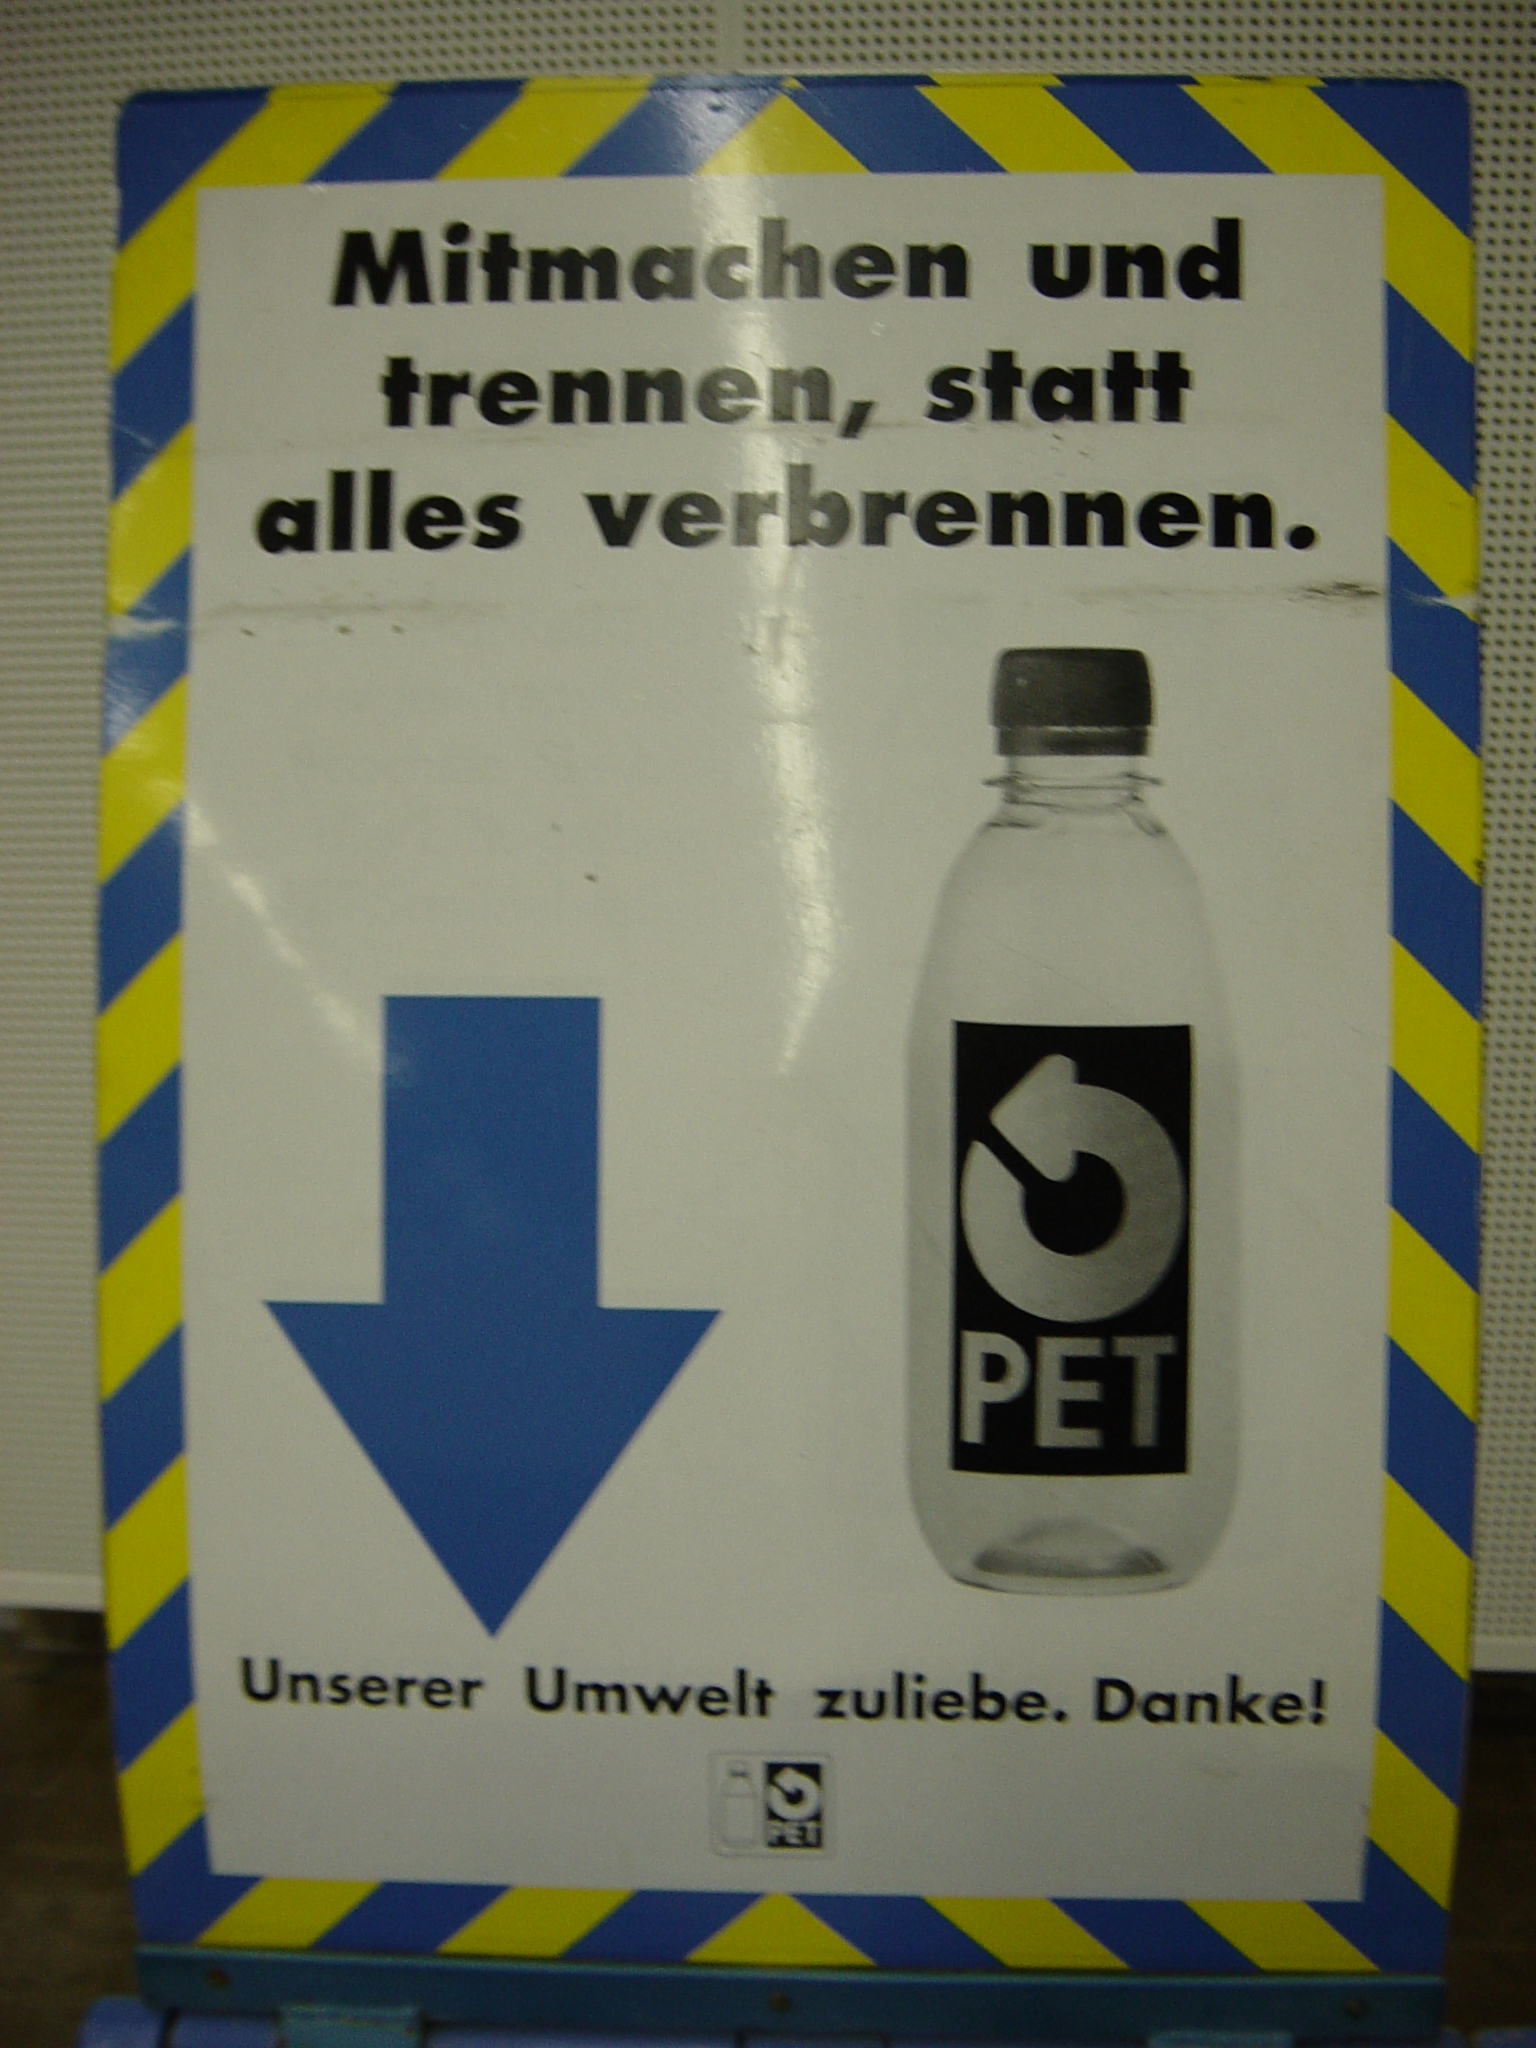 Mitmachen und
trennen, statt
alles verbrennen.
PET
Unserer Umwelt zuliebe. Danke!
PET